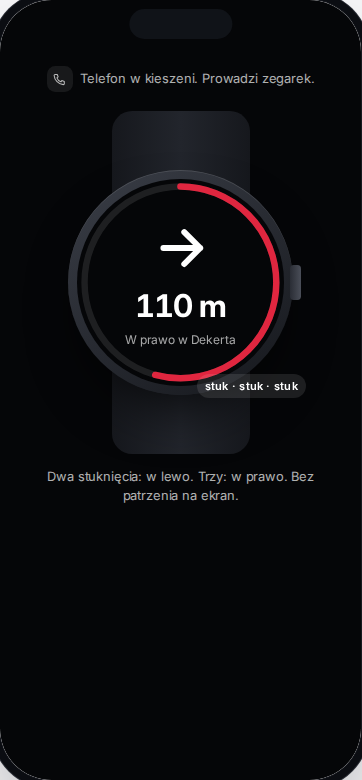 Telefon w kieszeni. Prowadzi zegarek.
110 m
W prawo w Dekerta
stuk · stuk · stuk
Dwa stuknięcia: w lewo. Trzy: w prawo. Bez
patrzenia na ekran.